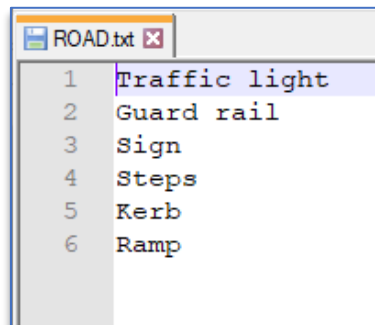 ROAD.txt
1 Traffic light
2 Guard rail
3 Sign
4 Steps
5 Kerb
6 Ramp